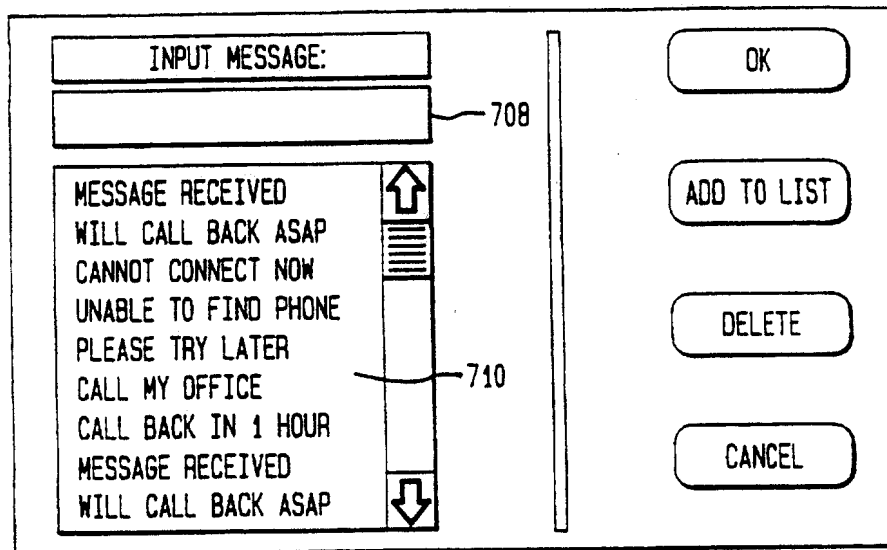 INPUT MESSAGE:
708
MESSAGE RECEIVED
WILL CALL BACK ASAP
CANNOT CONNECT NOW
UNABLE TO FIND PHONE
PLEASE TRY LATER
CALL MY OFFICE
CALL BACK IN 1 HOUR
MESSAGE RECEIVED
WILL CALL BACK ASAP
710
OK
ADD TO LIST
DELETE
CANCEL